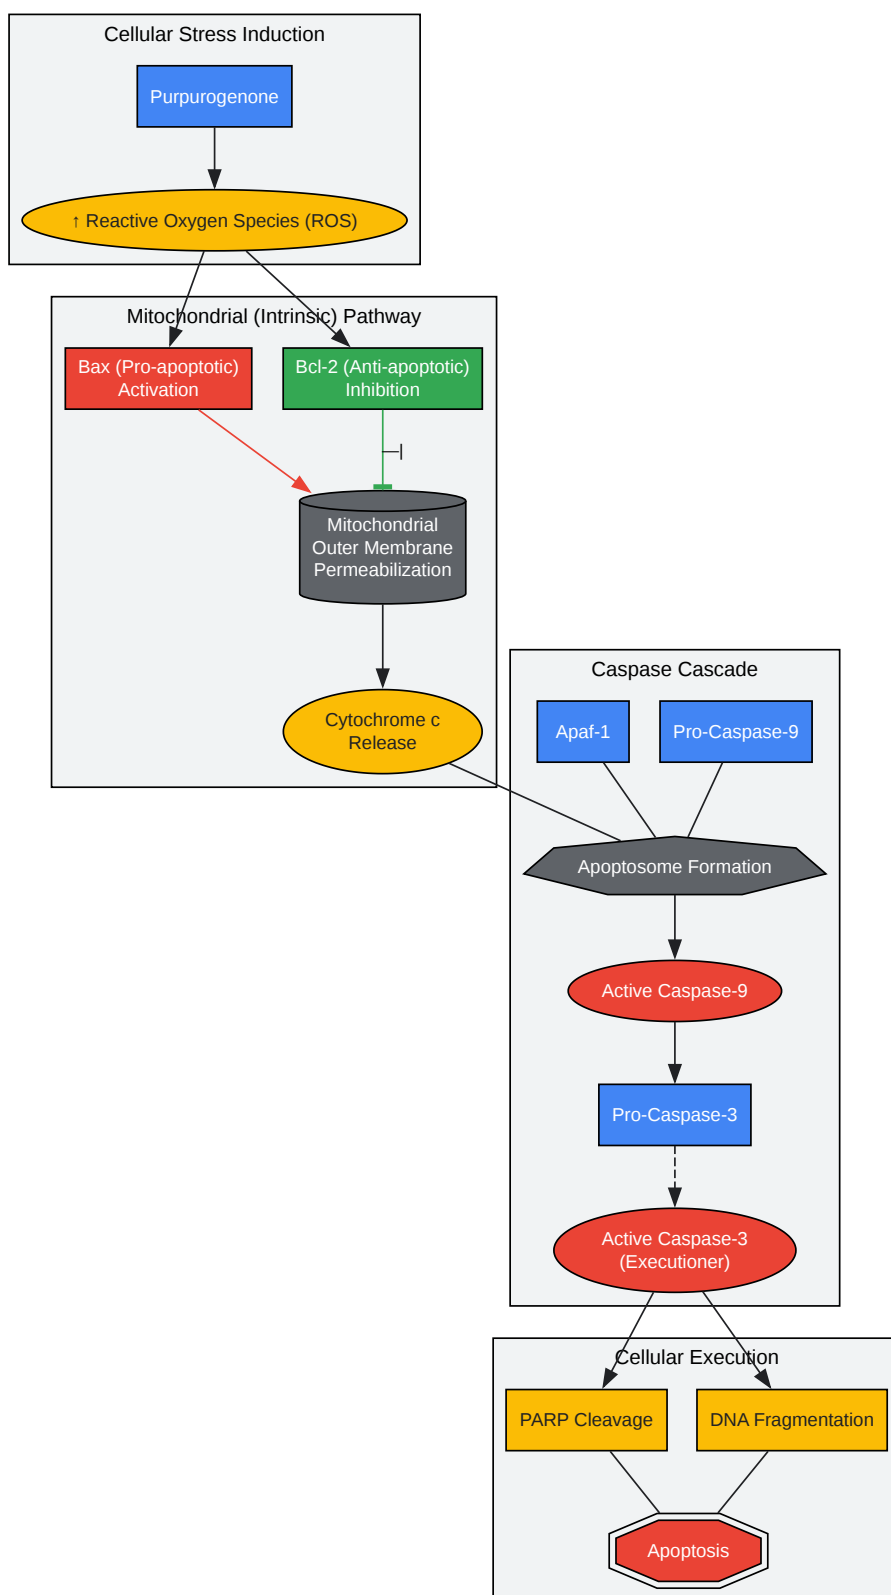 Cellular Stress Induction
Purpurogenone
↑ Reactive Oxygen Species (ROS)
Mitochondrial (Intrinsic) Pathway
Bax (Pro-apoptotic)
Activation
Bcl-2 (Anti-apoptotic)
Inhibition
—|
Mitochondrial
Outer Membrane
Permeabilization
Cytochrome c
Release
Caspase Cascade
Apaf-1
Pro-Caspase-9
Apoptosome Formation
Active Caspase-9
Pro-Caspase-3
Active Caspase-3
(Executioner)
Cellular Execution
PARP Cleavage
DNA Fragmentation
Apoptosis